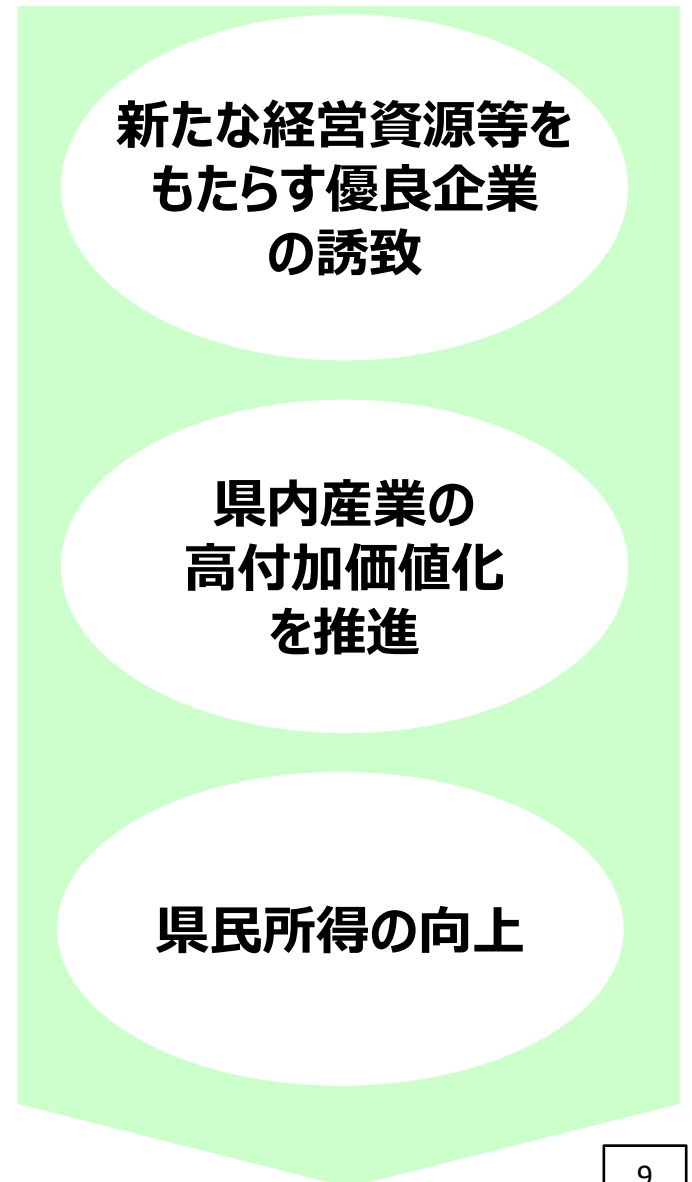 新たな経営資源等を
もたらす優良企業
の誘致
県内産業の
高付加価値化
を推進
県民所得の向上
9